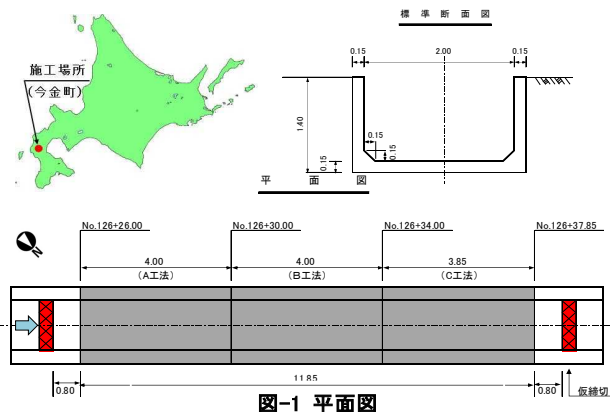 標準断面図
施工場所
(今金町)
0.15
2.00
0.15
1.40
0.15
0.15
0.15
平面図
No.126+26.00
No.126+30.00
No.126+34.00
No.126+37.85
N
4.00
(A工法)
4.00
(B工法)
3.85
(C工法)
0.80
11.85
0.80
仮締切
図-1 平面図